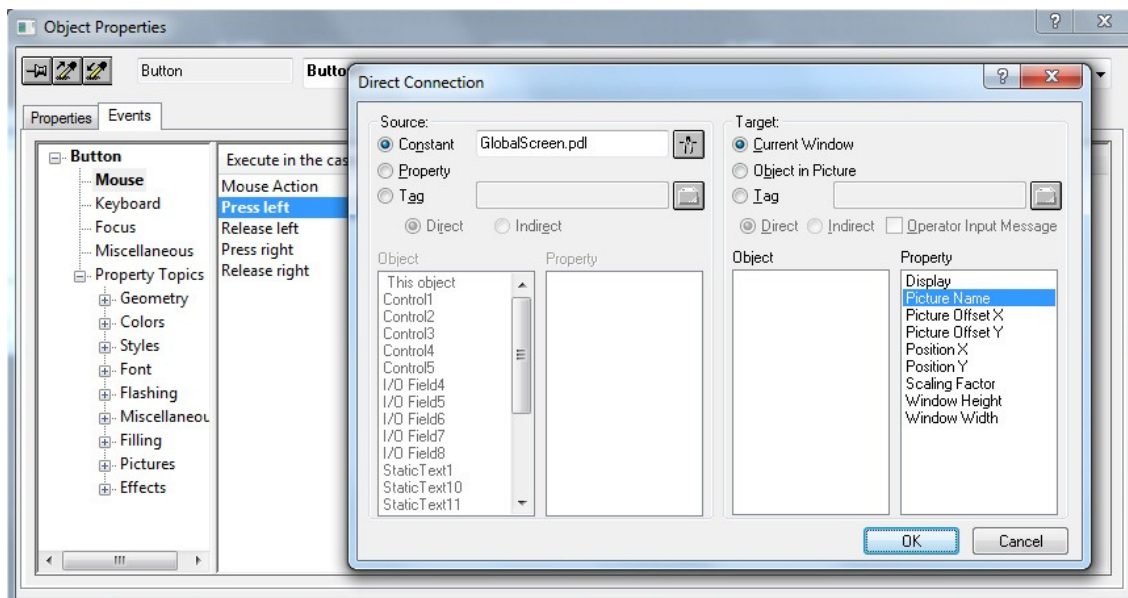 Object Properties
Button
Butto
Properties
Events
Button
Mouse
Keyboard
Focus
Miscellaneous
Property Topics
Geometry
Colors
Styles
Font
Flashing
Miscellaneou
Filling
Pictures
Effects
Execute in the cas
Mouse Action
Press left
Release left
Press right
Release right
Direct Connection
Source:
Constant GlobalScreen.pdl
Property
Tag
Direct Indirect
Object Property
This object
Control1
Control2
Control3
Control4
Control5
I/O Field4
I/O Field5
I/O Field6
I/O Field7
I/O Field8
StaticText1
StaticText10
StaticText11
Target:
Current Window
Object in Picture
Tag
Direct Indirect Operator Input Message
Object Property
Display
Picture Name
Picture Offset X
Picture Offset Y
Position X
Position Y
Scaling Factor
Window Height
Window Width
OK Cancel